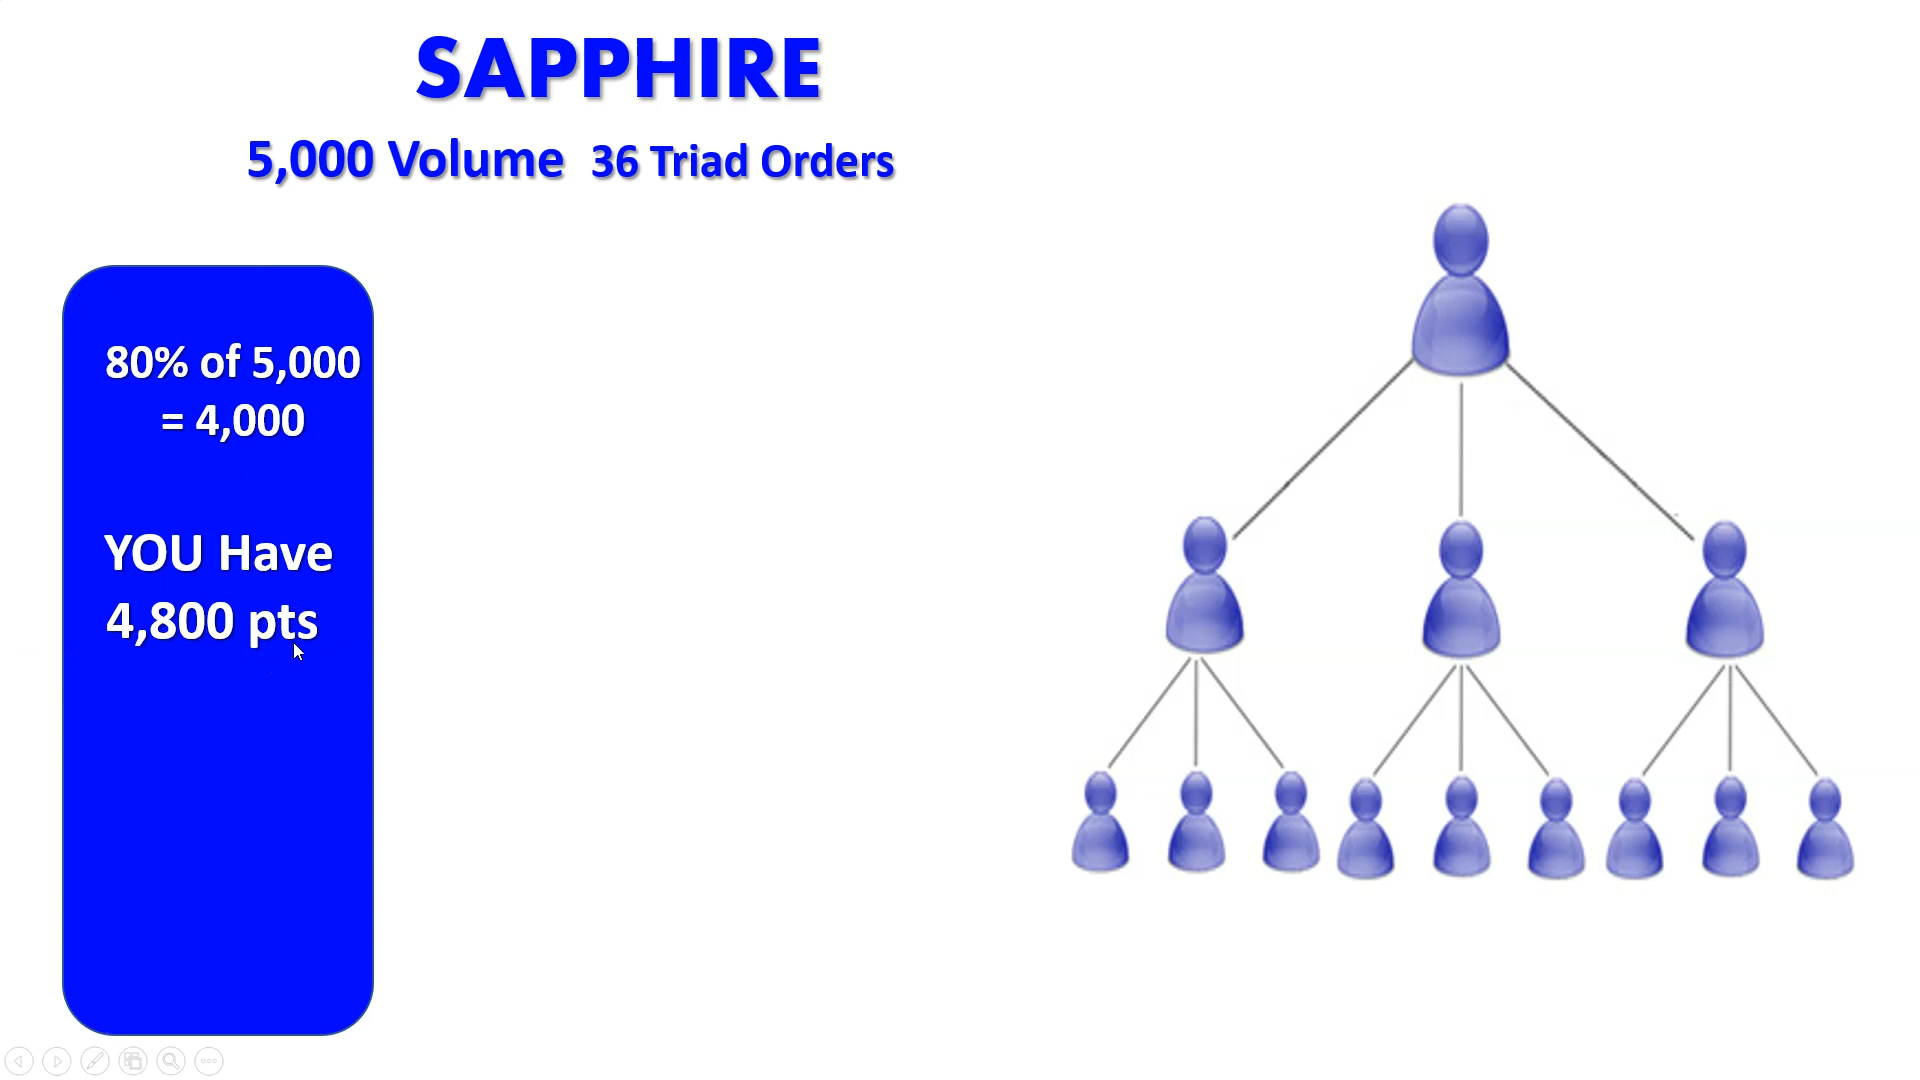 SAPPHIRE
5,000 Volume 36 Triad Orders
80% of 5,000
= 4,000
YOU Have
4,800 pts